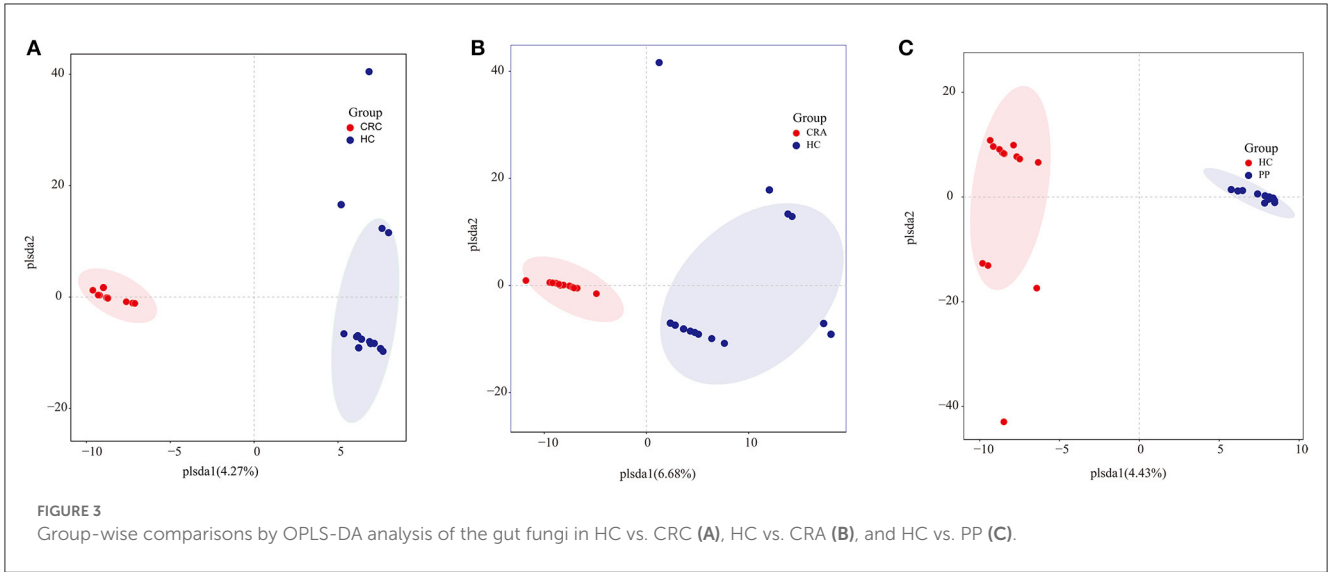 A
40
20
0
−20
plsda2
Group
CRC
HC
−10
−5
0
5
plsda1(4.27%)
B
40
20
0
−20
plsda2
Group
CRA
HC
−10
0
10
plsda1(6.68%)
C
20
0
−20
−40
plsda2
Group
HC
PP
−10
−5
0
5
10
plsda1(4.43%)
FIGURE 3
Group-wise comparisons by OPLS-DA analysis of the gut fungi in HC vs. CRC (A), HC vs. CRA (B), and HC vs. PP (C).